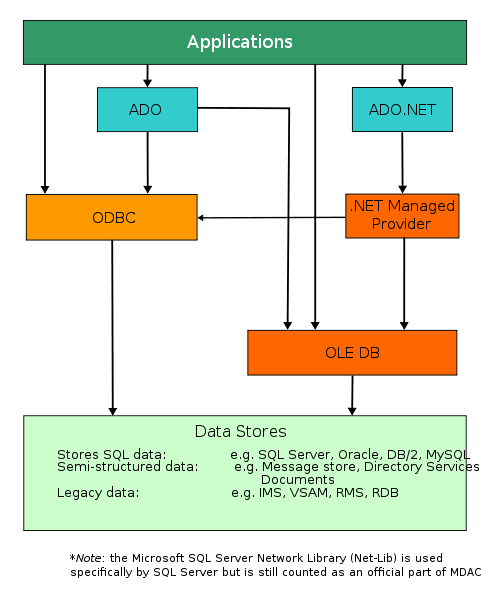 Applications
ADO
ADO.NET
ODBC
.NET Managed
Provider
OLE DB
Data Stores
Stores SQL data: e.g. SQL Server, Oracle, DB/2, MySQL
Semi-structured data: e.g. Message store, Directory Services
Documents
Legacy data: e.g. IMS, VSAM, RMS, RDB
*Note: the Microsoft SQL Server Network Library (Net-Lib) is used
specifically by SQL Server but is still counted as an official part of MDAC